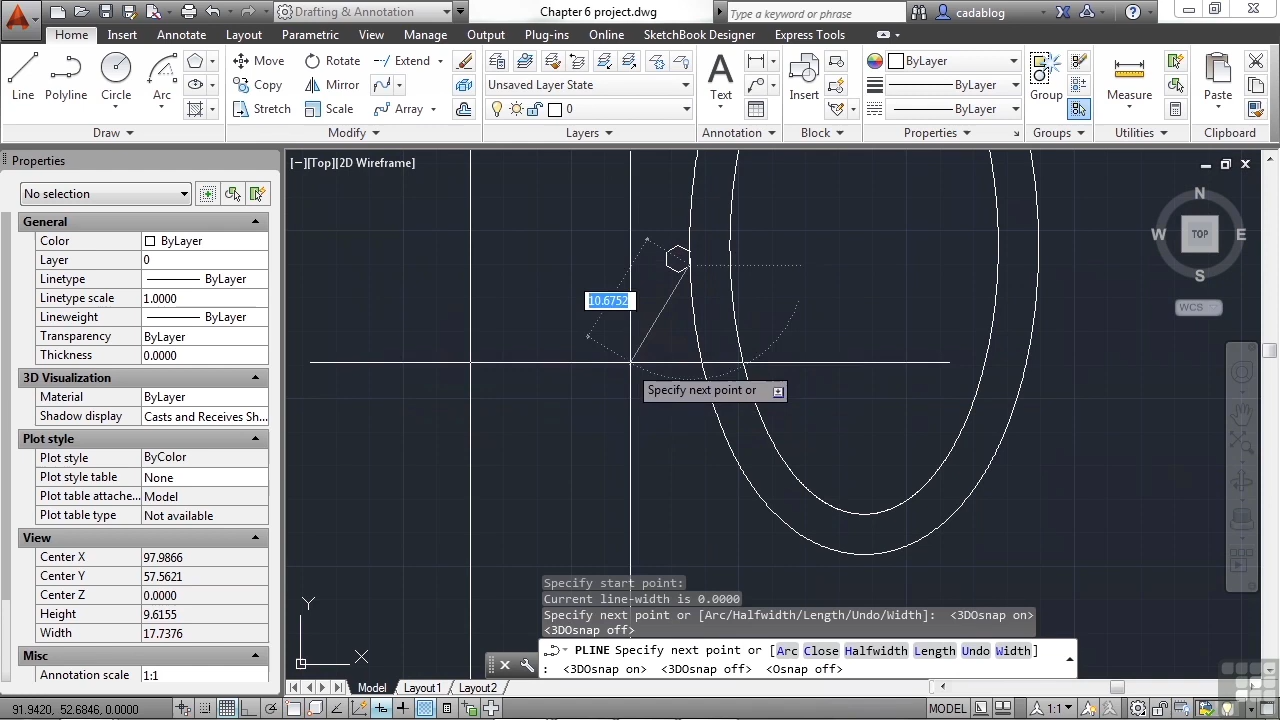 Drafting & Annotation
Chapter 6 project.dwg
Type a keyword or phrase
cadablog
Home Insert Annotate Layout Parametric View Manage Output Plug-ins Online SketchBook Designer Express Tools
Move Rotate Extend
Unsaved Layer State
ByLayer
Line Polyline Circle Arc
Copy Mirror
Text
Insert
ByLayer
Group Measure Paste
Stretch Scale Array
0
ByLayer
Draw Modify Layers Annotation Block Properties Groups Utilities Clipboard
Properties
[−][Top][2D Wireframe]
No selection
General
Color ByLayer
Layer 0
Linetype ByLayer
Linetype scale 1.0000
Lineweight ByLayer
Transparency ByLayer
Thickness 0.0000
3D Visualization
Material ByLayer
Shadow display Casts and Receives Sh...
Plot style
Plot style ByColor
Plot style table None
Plot table attache... Model
Plot table type Not available
View
Center X 97.9866
Center Y 57.5621
Center Z 0.0000
Height 9.6155
Width 17.7376
Misc
Annotation scale 1:1
N
W TOP E
S
WCS
10.6752
Specify next point or
Y
X
Specify start point:
Current line-width is 0.0000
Specify next point or [Arc/Halfwidth/Length/Undo/Width]: <3DOsnap on>
<3DOsnap off>
PLINE Specify next point or [Arc Close Halfwidth Length Undo Width]
: <3DOsnap on> <3DOsnap off> <Osnap off>
Model Layout1 Layout2
91.9420, 52.6846, 0.0000
MODEL
1:1